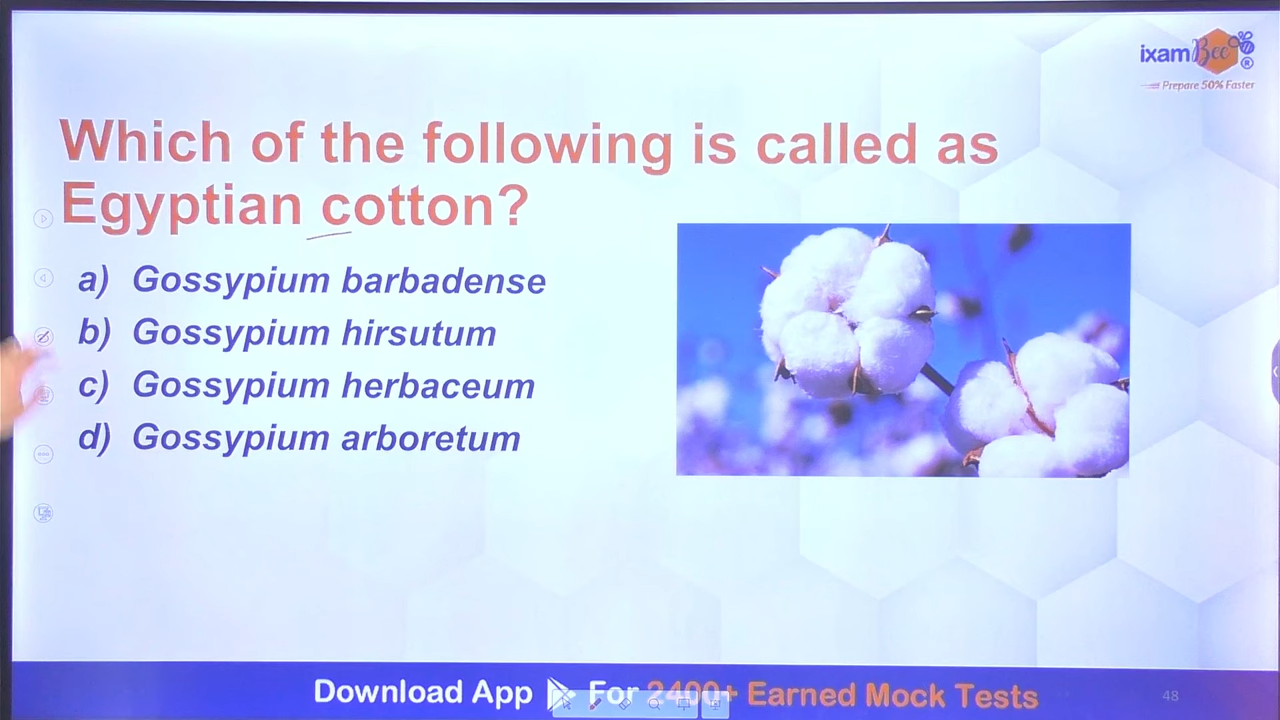 ixamBee
®
Prepare 50% Faster
Which of the following is called as
Egyptian cotton?
a) Gossypium barbadense
b) Gossypium hirsutum
c) Gossypium herbaceum
d) Gossypium arboretum
Download App For 2400+ Earned Mock Tests
48